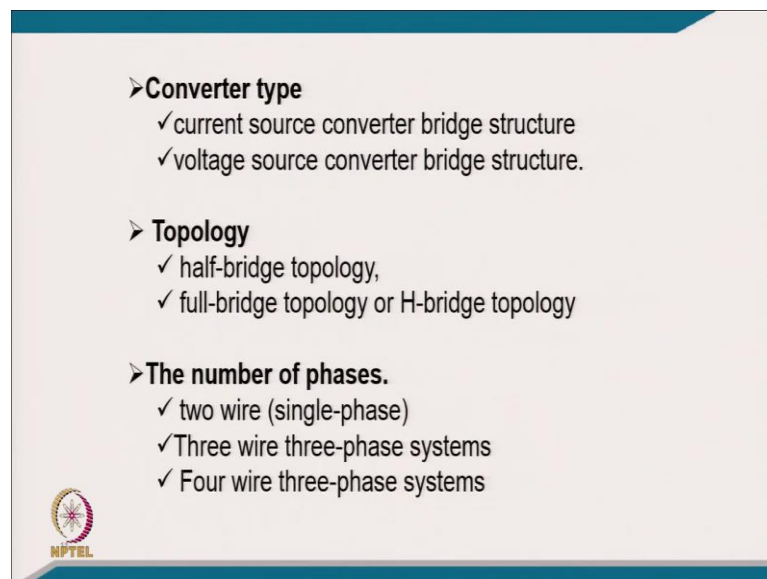 ➢Converter type
✓current source converter bridge structure
✓voltage source converter bridge structure.
➢ Topology
✓ half-bridge topology,
✓ full-bridge topology or H-bridge topology
➢The number of phases.
✓ two wire (single-phase)
✓Three wire three-phase systems
✓ Four wire three-phase systems
NPTEL